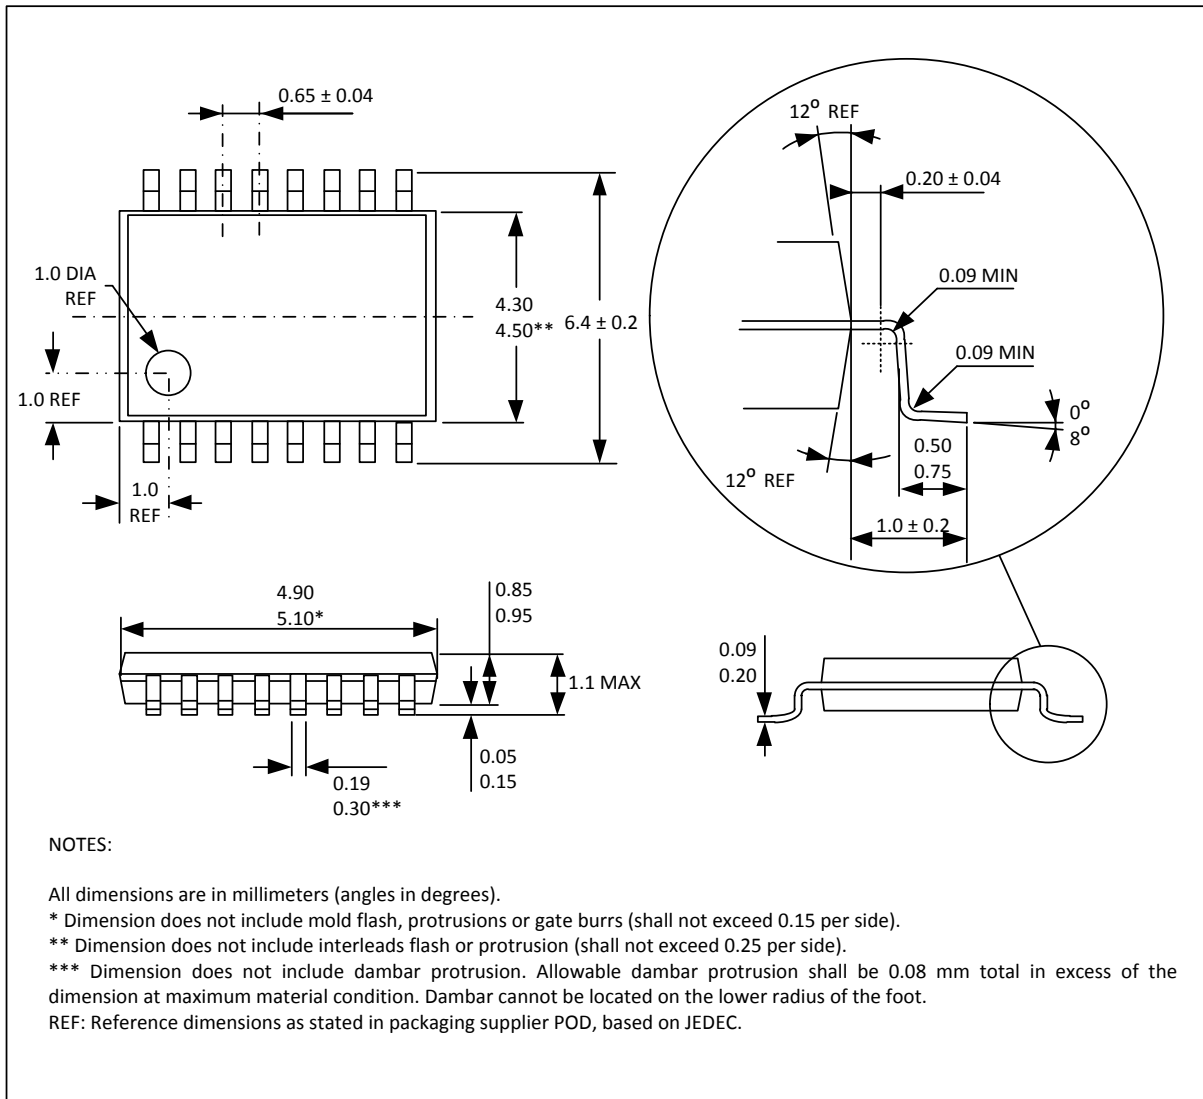 0.65 ± 0.04
1.0 DIA
REF
1.0 REF
1.0
REF
4.30
4.50**
6.4 ± 0.2
12° REF
0.20 ± 0.04
0.09 MIN
0.09 MIN
0°
8°
0.50
0.75
12° REF
1.0 ± 0.2
4.90
5.10*
0.85
0.95
1.1 MAX
0.05
0.15
0.19
0.30***
0.09
0.20
NOTES:
All dimensions are in millimeters (angles in degrees).
* Dimension does not include mold flash, protrusions or gate burrs (shall not exceed 0.15 per side).
** Dimension does not include interleads flash or protrusion (shall not exceed 0.25 per side).
*** Dimension does not include dambar protrusion. Allowable dambar protrusion shall be 0.08 mm total in excess of the
dimension at maximum material condition. Dambar cannot be located on the lower radius of the foot.
REF: Reference dimensions as stated in packaging supplier POD, based on JEDEC.